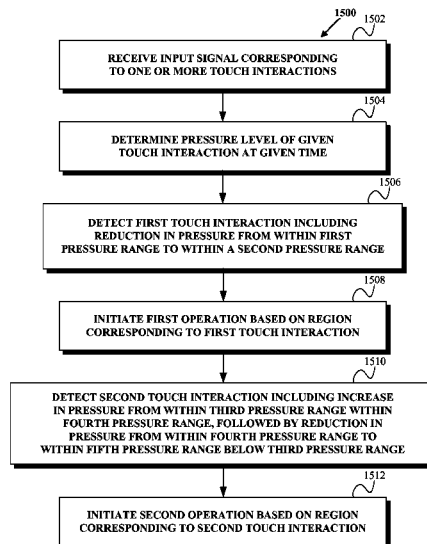 1500
1502
RECEIVE INPUT SIGNAL CORRESPONDING
TO ONE OR MORE TOUCH INTERACTIONS
1504
DETERMINE PRESSURE LEVEL OF GIVEN
TOUCH INTERACTION AT GIVEN TIME
1506
DETECT FIRST TOUCH INTERACTION INCLUDING
REDUCTION IN PRESSURE FROM WITHIN FIRST
PRESSURE RANGE TO WITHIN A SECOND PRESSURE RANGE
1508
INITIATE FIRST OPERATION BASED ON REGION
CORRESPONDING TO FIRST TOUCH INTERACTION
1510
DETECT SECOND TOUCH INTERACTION INCLUDING INCREASE
IN PRESSURE FROM WITHIN THIRD PRESSURE RANGE WITHIN
FOURTH PRESSURE RANGE, FOLLOWED BY REDUCTION IN
PRESSURE FROM WITHIN FOURTH PRESSURE RANGE TO
WITHIN FIFTH PRESSURE RANGE BELOW THIRD PRESSURE RANGE
1512
INITIATE SECOND OPERATION BASED ON REGION
CORRESPONDING TO SECOND TOUCH INTERACTION